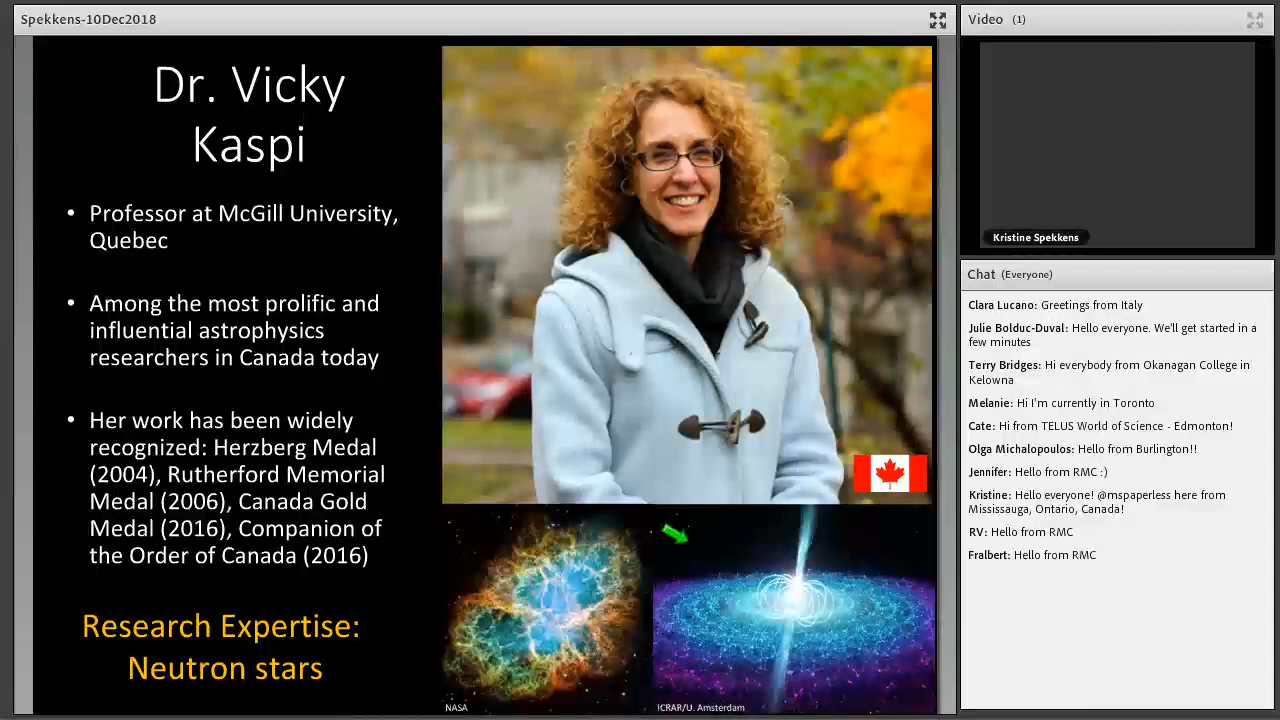 Spekkens-10Dec2018
Dr. Vicky
Kaspi
• Professor at McGill University,
Quebec
• Among the most prolific and
influential astrophysics
researchers in Canada today
• Her work has been widely
recognized: Herzberg Medal
(2004), Rutherford Memorial
Medal (2006), Canada Gold
Medal (2016), Companion of
the Order of Canada (2016)
Research Expertise:
Neutron stars
NASA
ICRAR/U. Amsterdam
Video (1)
Kristine Spekkens
Chat (Everyone)
Clara Lucano: Greetings from Italy
Julie Bolduc-Duval: Hello everyone. We'll get started in a
few minutes
Terry Bridges: Hi everybody from Okanagan College in
Kelowna
Melanie: Hi I'm currently in Toronto
Cate: Hi from TELUS World of Science - Edmonton!
Olga Michalopoulos: Hello from Burlington!!
Jennifer: Hello from RMC :)
Kristine: Hello everyone! @mspaperless here from
Mississauga, Ontario, Canada!
RV: Hello from RMC
Fralbert: Hello from RMC